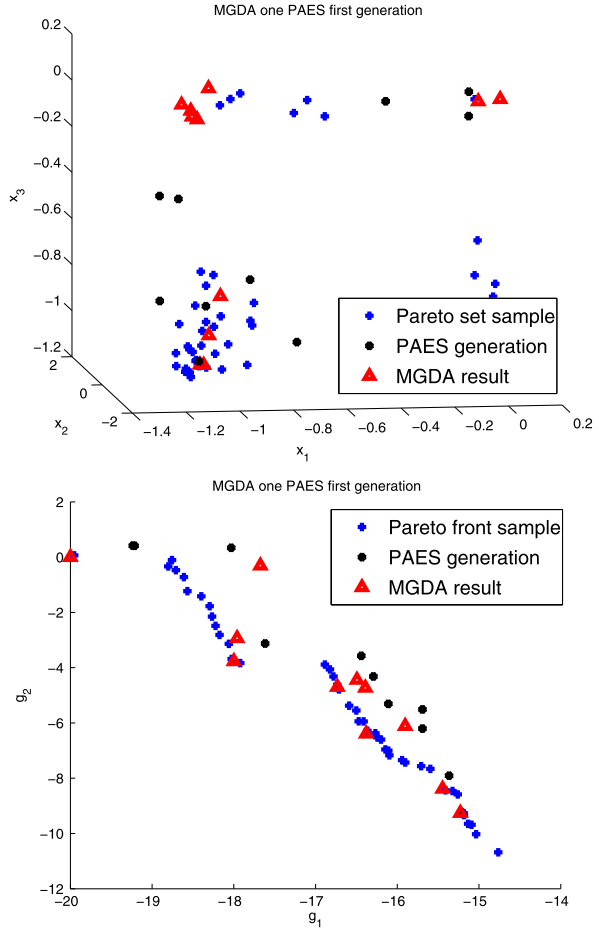 MGDA one PAES first generation
0.2
0
−0.2
−0.4
−0.6
−0.8
−1
−1.2
x3
2
0
−2
x2
−1.4
−1.2
−1
−0.8
−0.6
−0.4
−0.2
0
0.2
x1
Pareto set sample
PAES generation
MGDA result
MGDA one PAES first generation
2
0
−2
−4
−6
−8
−10
−12
g2
−20
−19
−18
−17
−16
−15
−14
g1
Pareto front sample
PAES generation
MGDA result